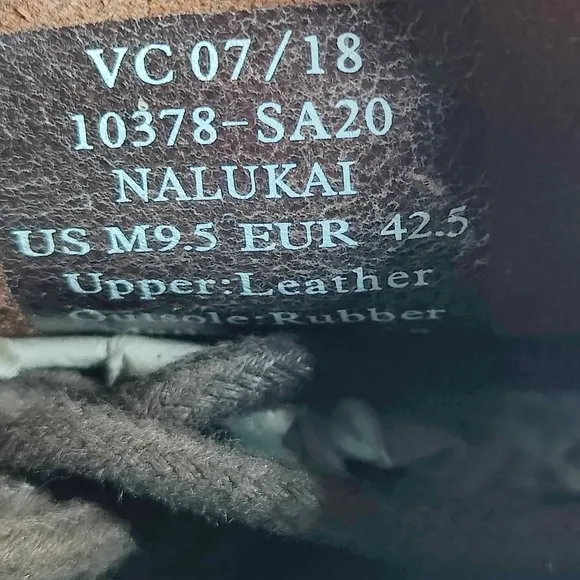 VC 07/18
10378-SA20
NALUKAI
US M9.5 EUR 42.5
Upper:Leather
Outsole:Rubber